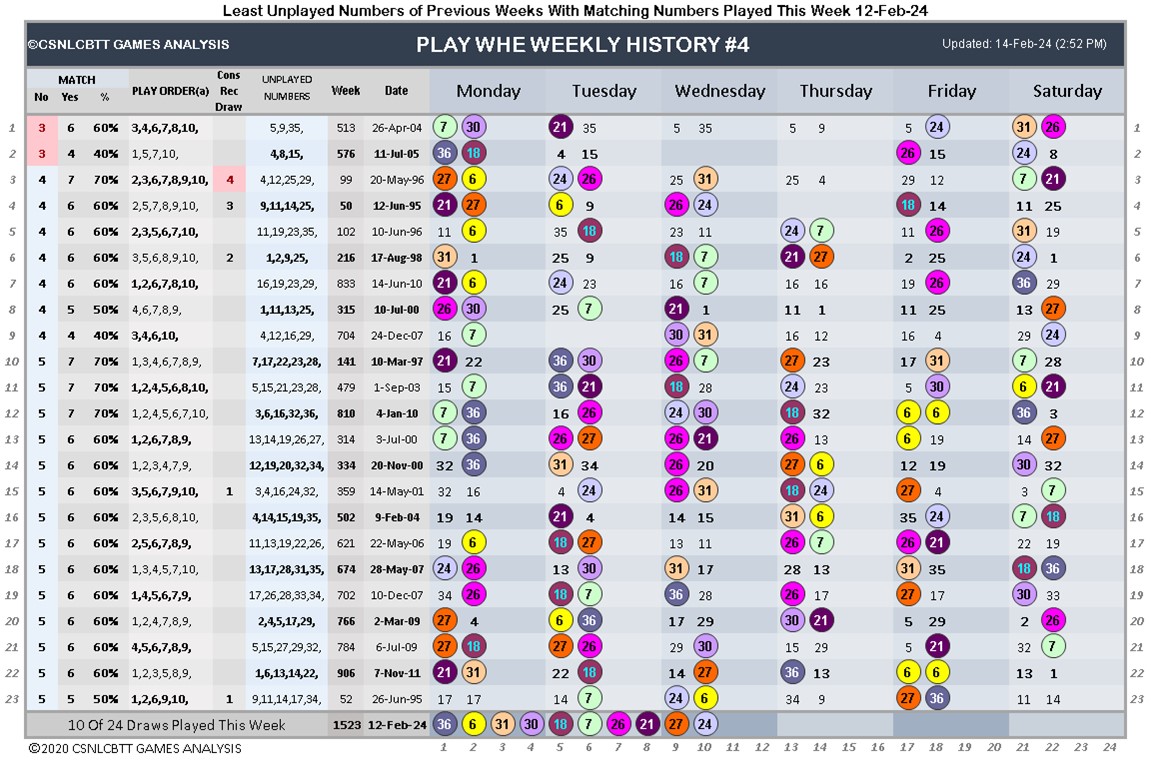 Least Unplayed Numbers of Previous Weeks With Matching Numbers Played This Week 12-Feb-24
©CSNLCBTT GAMES ANALYSIS PLAY WHE WEEKLY HISTORY #4 Updated: 14-Feb-24 (2:52 PM)
MATCH Cons
No Yes % PLAY ORDER(a) Rec UNPLAYED NUMBERS Week Date Monday Tuesday Wednesday Thursday Friday Saturday
Draw
1 3 6 60% 3,4,6,7,8,10, 5,9,35, 513 26-Apr-04 7 30 21 35 5 35 5 9 5 24 31 26 1
2 3 4 40% 1,5,7,10, 4,8,15, 576 11-Jul-05 36 18 4 15 26 15 24 8 2
3 4 7 70% 2,3,6,7,8,9,10, 4 4,12,25,29, 99 20-May-96 27 6 24 26 25 31 25 4 29 12 7 21 3
4 4 6 60% 2,5,7,8,9,10, 3 9,11,14,25, 50 12-Jun-95 21 27 6 9 26 24 18 14 11 25 4
5 4 6 60% 2,3,5,6,7,10, 11,19,23,35, 102 10-Jun-96 11 6 35 18 23 11 24 7 11 26 31 19 5
6 4 6 60% 3,5,6,8,9,10, 2 1,2,9,25, 216 17-Aug-98 31 1 25 9 18 7 21 27 2 25 24 1 6
7 4 6 60% 1,2,6,7,8,10, 16,19,23,29, 833 14-Jun-10 21 6 24 23 16 7 16 16 19 26 36 29 7
8 4 5 50% 4,6,7,8,9, 1,11,13,25, 315 10-Jul-00 26 30 25 7 21 1 11 1 11 25 13 27 8
9 4 4 40% 3,4,6,10, 4,12,16,29, 704 24-Dec-07 16 7 30 31 16 12 16 4 29 24 9
10 5 7 70% 1,3,4,6,7,8,9, 7,17,22,23,28, 141 10-Mar-97 21 22 36 30 26 7 27 23 17 31 7 28 10
11 5 7 70% 1,2,4,5,6,8,10, 5,15,21,23,28, 479 1-Sep-03 15 7 36 21 18 28 24 23 5 30 6 21 11
12 5 7 70% 1,2,4,5,6,7,10, 3,6,16,32,36, 810 4-Jan-10 7 36 16 26 24 30 18 32 6 6 36 3 12
13 5 6 60% 1,2,6,7,8,9, 13,14,19,26,27, 314 3-Jul-00 7 36 26 27 26 21 26 13 6 19 14 27 13
14 5 6 60% 1,2,3,4,7,9, 12,19,20,32,34, 334 20-Nov-00 32 36 31 34 26 20 27 6 12 19 30 32 14
15 5 6 60% 3,5,6,7,9,10, 1 3,4,16,24,32, 359 14-May-01 32 16 4 24 26 31 18 24 27 4 3 7 15
16 5 6 60% 2,3,5,6,8,10, 4,14,15,19,35, 502 9-Feb-04 19 14 21 4 14 15 31 6 35 24 7 18 16
17 5 6 60% 2,5,6,7,8,9, 11,13,19,22,26, 621 22-May-06 19 6 18 27 13 11 26 7 26 21 22 19 17
18 5 6 60% 1,3,4,5,7,10, 13,17,28,31,35, 674 28-May-07 24 26 13 30 31 17 28 13 31 35 18 36 18
19 5 6 60% 1,4,5,6,7,9, 17,26,28,33,34, 702 10-Dec-07 34 26 18 7 36 28 26 17 27 17 30 33 19
20 5 6 60% 1,2,4,7,8,9, 2,4,5,17,29, 766 2-Mar-09 27 4 6 36 17 29 30 21 5 29 2 26 20
21 5 6 60% 4,5,6,7,8,9, 5,15,27,29,32, 784 6-Jul-09 27 18 27 26 29 30 15 29 5 21 32 7 21
22 5 6 60% 1,2,3,5,8,9, 1,6,13,14,22, 906 7-Nov-11 21 31 22 18 14 27 36 13 6 6 13 1 22
23 5 5 50% 1,2,6,9,10, 1 9,11,14,17,34, 52 26-Jun-95 17 17 14 7 24 6 34 9 27 36 11 14 23
10 Of 24 Draws Played This Week 1523 12-Feb-24 36 6 31 30 18 7 26 21 27 24
©2020 CSNLCBTT GAMES ANALYSIS 1 2 3 4 5 6 7 8 9 10 11 12 13 14 15 16 17 18 19 20 21 22 23 24